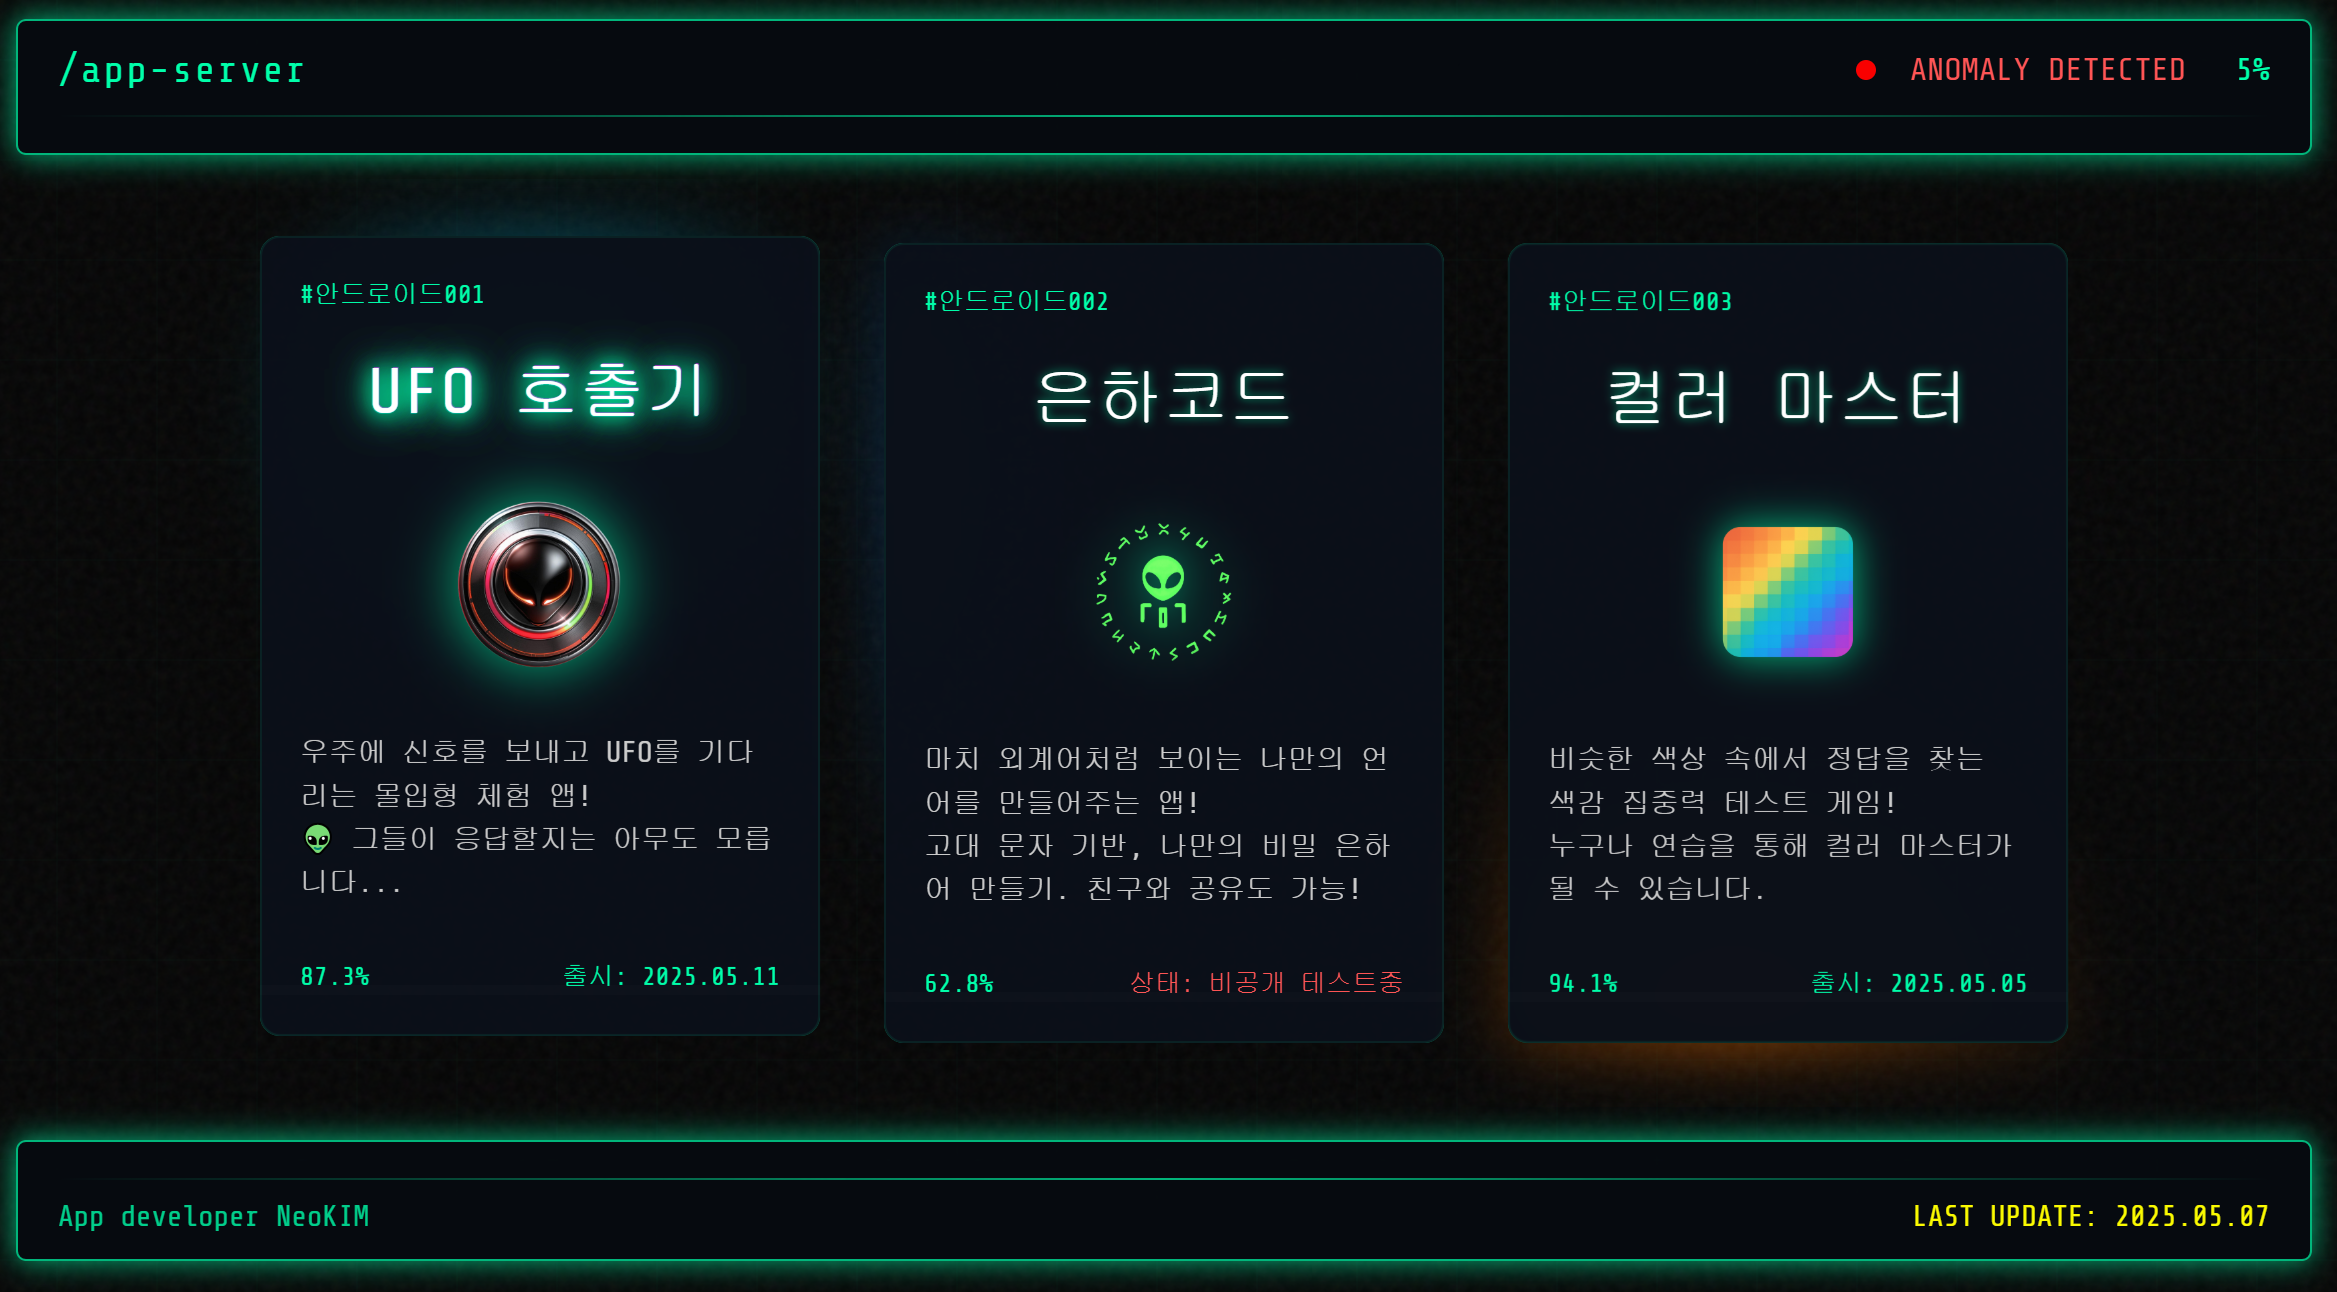 /app-server
ANOMALY DETECTED 5%
#안드로이드001
UFO 호출기
우주에 신호를 보내고 UFO를 기다
리는 몰입형 체험 앱!
👽 그들이 응답할지는 아무도 모릅
니다...
87.3% 출시: 2025.05.11
#안드로이드002
은하코드
마치 외계어처럼 보이는 나만의 언
어를 만들어주는 앱!
고대 문자 기반, 나만의 비밀 은하
어 만들기. 친구와 공유도 가능!
62.8% 상태: 비공개 테스트중
#안드로이드003
컬러 마스터
비슷한 색상 속에서 정답을 찾는
색감 집중력 테스트 게임!
누구나 연습을 통해 컬러 마스터가
될 수 있습니다.
94.1% 출시: 2025.05.05
App developer NeoKIM
LAST UPDATE: 2025.05.07